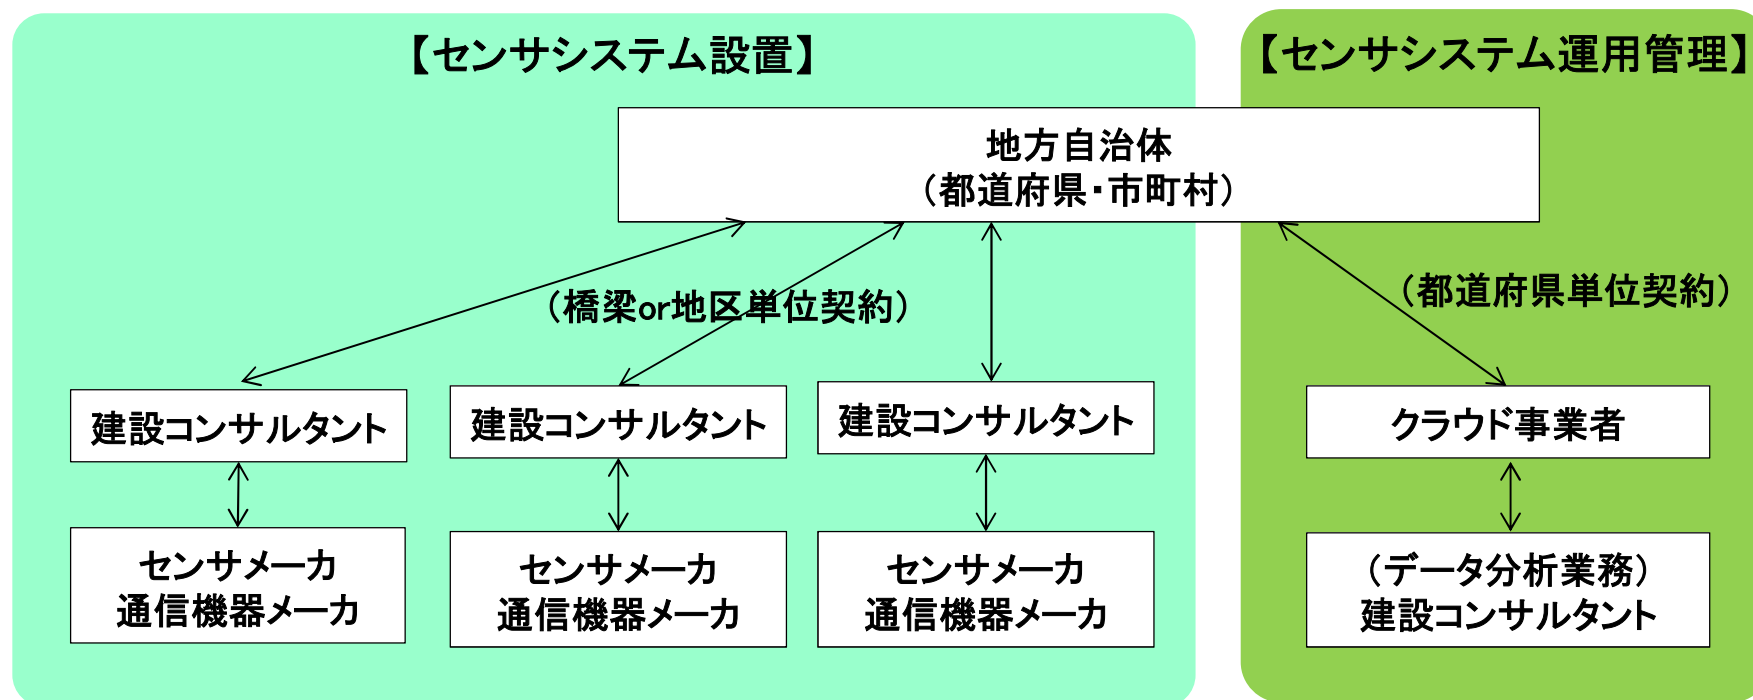 【センサシステム設置】
【センサシステム運用管理】
地方自治体
（都道府県・市町村）
（橋梁or地区単位契約）
（都道府県単位契約）
建設コンサルタント
建設コンサルタント
建設コンサルタント
クラウド事業者
センサメーカ
通信機器メーカ
センサメーカ
通信機器メーカ
センサメーカ
通信機器メーカ
（データ分析業務）
建設コンサルタント